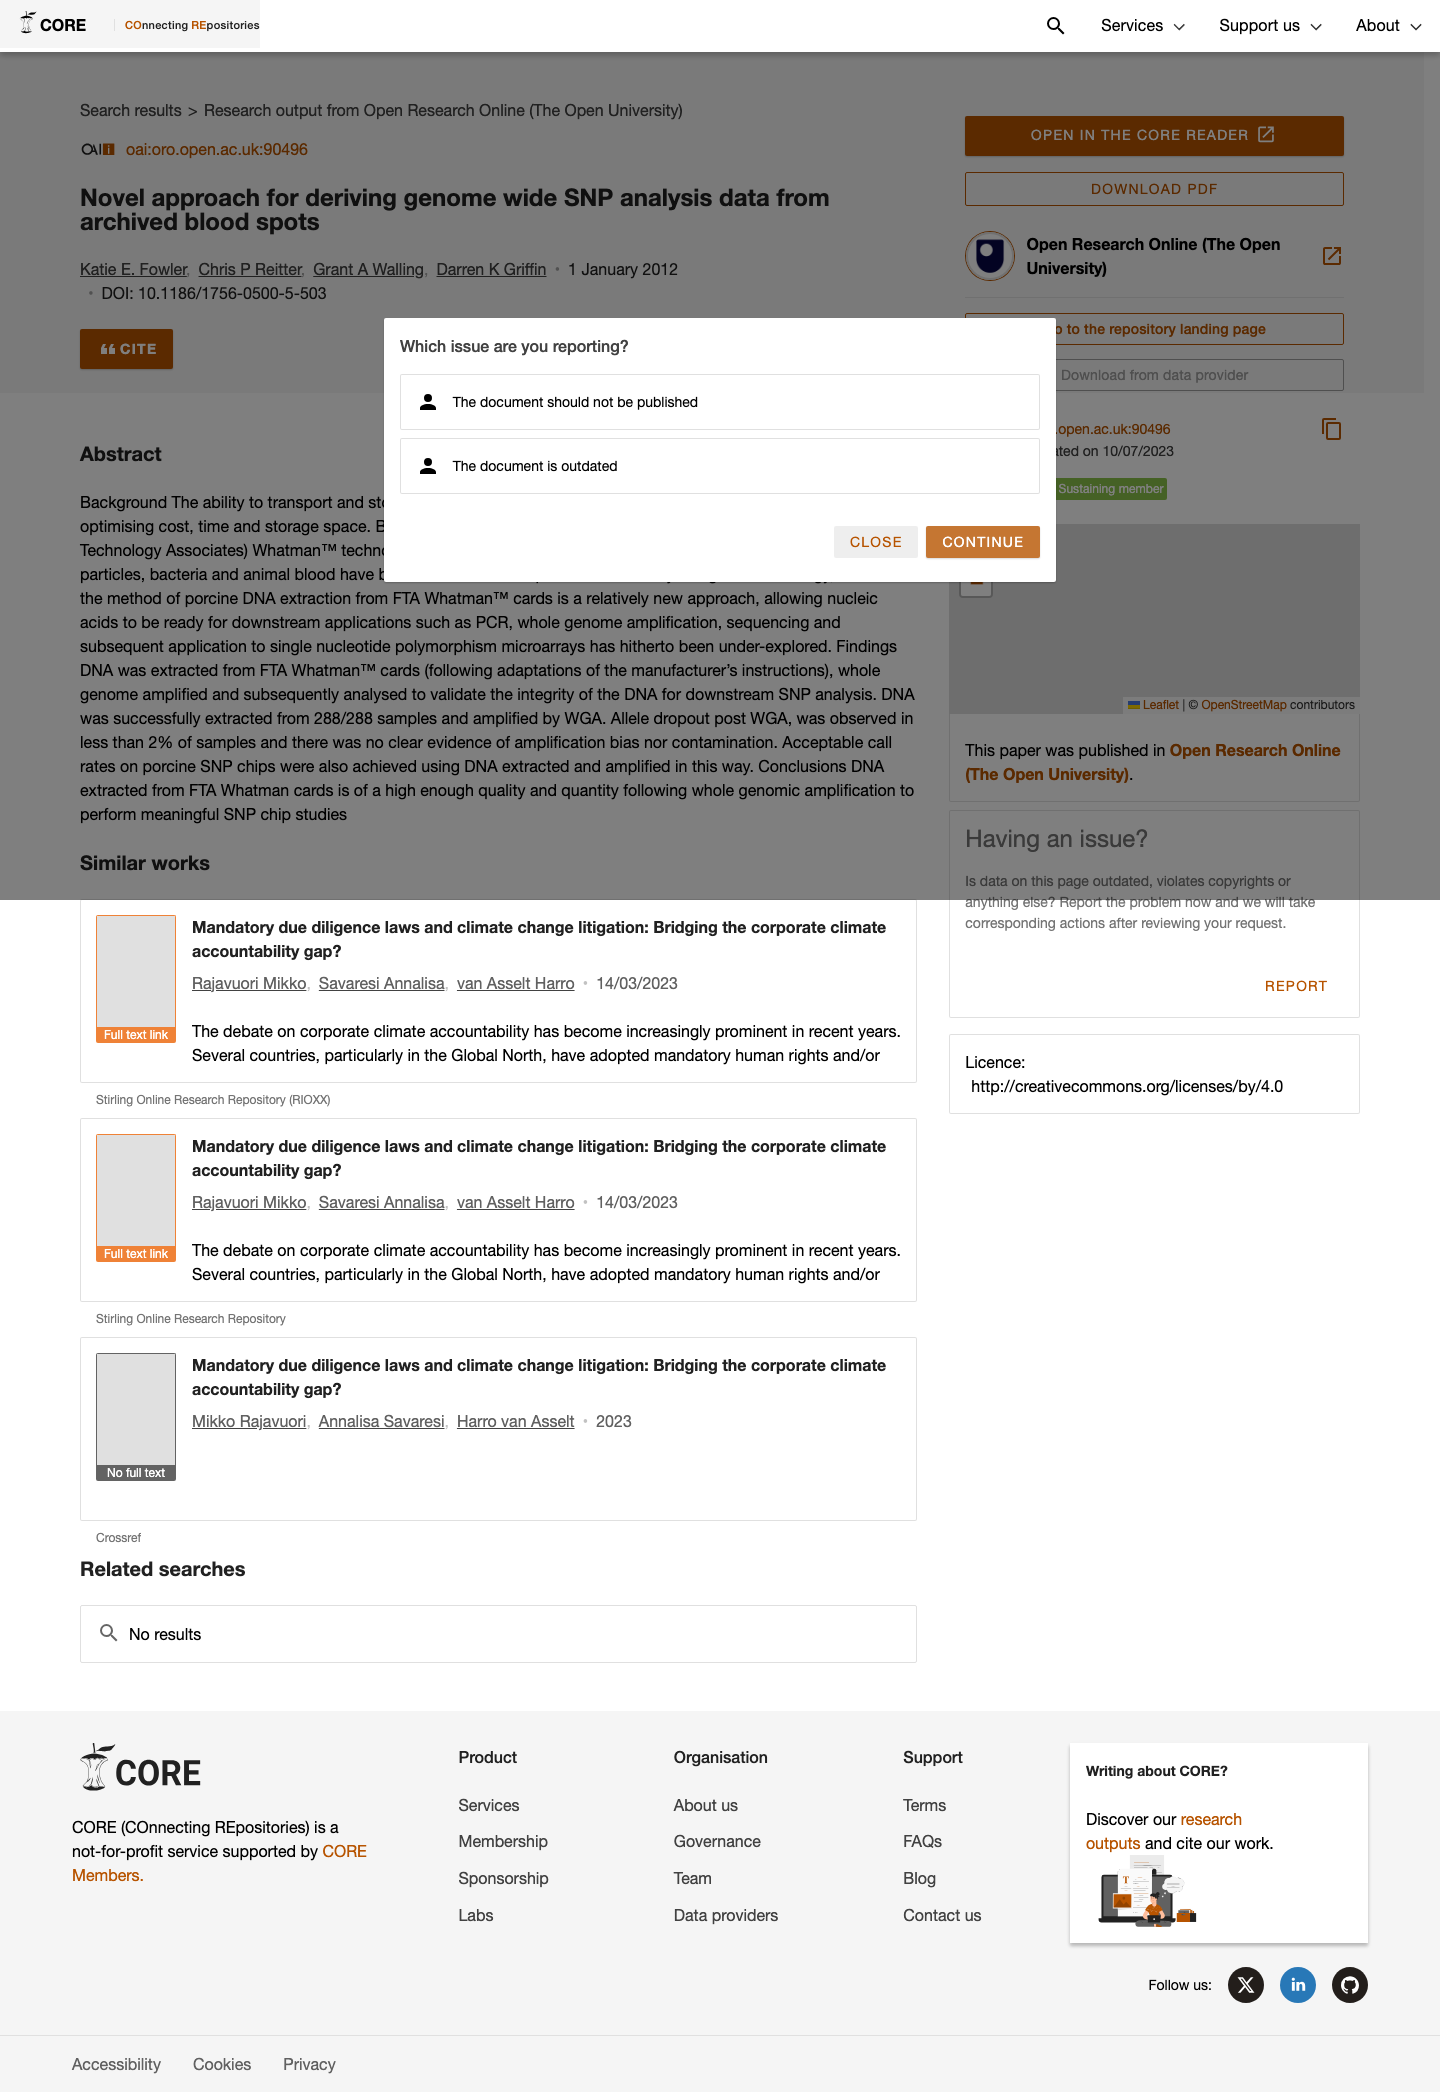 CORE
COnnecting REpositories
Services
Support us
About
Search results > Research output from Open Research Online (The Open University)
OAI oai:oro.open.ac.uk:90496
Novel approach for deriving genome wide SNP analysis data from
archived blood spots
Katie E. Fowler, Chris P Reitter, Grant A Walling, Darren K Griffin • 1 January 2012
• DOI: 10.1186/1756-0500-5-503
CITE
OPEN IN THE CORE READER
DOWNLOAD PDF
Open Research Online (The Open
University)
to the repository landing page
Download from data provider
.open.ac.uk:90496
on 10/07/2023
Sustaining member
Which issue are you reporting?
The document should not be published
The document is outdated
CLOSE
CONTINUE
Abstract
Background The ability to transport and
optimising cost, time and storage space.
Technology Associates) Whatman™
particles, bacteria and animal blood have
the method of porcine DNA extraction from FTA Whatman™ cards is a relatively new approach, allowing nucleic
acids to be ready for downstream applications such as PCR, whole genome amplification, sequencing and
subsequent application to single nucleotide polymorphism microarrays has hitherto been under-explored. Findings
DNA was extracted from FTA Whatman™ cards (following adaptations of the manufacturer's instructions), whole
genome amplified and subsequently analysed to validate the integrity of the DNA for downstream SNP analysis. DNA
was successfully extracted from 288/288 samples and amplified by WGA. Allele dropout post WGA, was observed in
less than 2% of samples and there was no clear evidence of amplification bias nor contamination. Acceptable call
rates on porcine SNP chips were also achieved using DNA extracted and amplified in this way. Conclusions DNA
extracted from FTA Whatman cards is of a high enough quality and quantity following whole genomic amplification to
perform meaningful SNP chip studies
Leaflet | © OpenStreetMap contributors
This paper was published in Open Research Online
(The Open University).
Having an issue?
Is data on this page outdated, violates copyrights or
anything else? Report the problem now and we will take
corresponding actions after reviewing your request.
REPORT
Licence:
http://creativecommons.org/licenses/by/4.0
Similar works
Mandatory due diligence laws and climate change litigation: Bridging the corporate climate
accountability gap?
Rajavuori Mikko, Savaresi Annalisa, van Asselt Harro • 14/03/2023
The debate on corporate climate accountability has become increasingly prominent in recent years.
Several countries, particularly in the Global North, have adopted mandatory human rights and/or
Full text link
Stirling Online Research Repository (RIOXX)
Mandatory due diligence laws and climate change litigation: Bridging the corporate climate
accountability gap?
Rajavuori Mikko, Savaresi Annalisa, van Asselt Harro • 14/03/2023
The debate on corporate climate accountability has become increasingly prominent in recent years.
Several countries, particularly in the Global North, have adopted mandatory human rights and/or
Full text link
Stirling Online Research Repository
Mandatory due diligence laws and climate change litigation: Bridging the corporate climate
accountability gap?
Mikko Rajavuori, Annalisa Savaresi, Harro van Asselt • 2023
No full text
Crossref
Related searches
No results
CORE
CORE (COnnecting REpositories) is a
not-for-profit service supported by CORE
Members.
Product
Services
Membership
Sponsorship
Labs
Organisation
About us
Governance
Team
Data providers
Support
Terms
FAQs
Blog
Contact us
Writing about CORE?
Discover our research
outputs and cite our work.
T
Follow us:
X
in
Accessibility
Cookies
Privacy